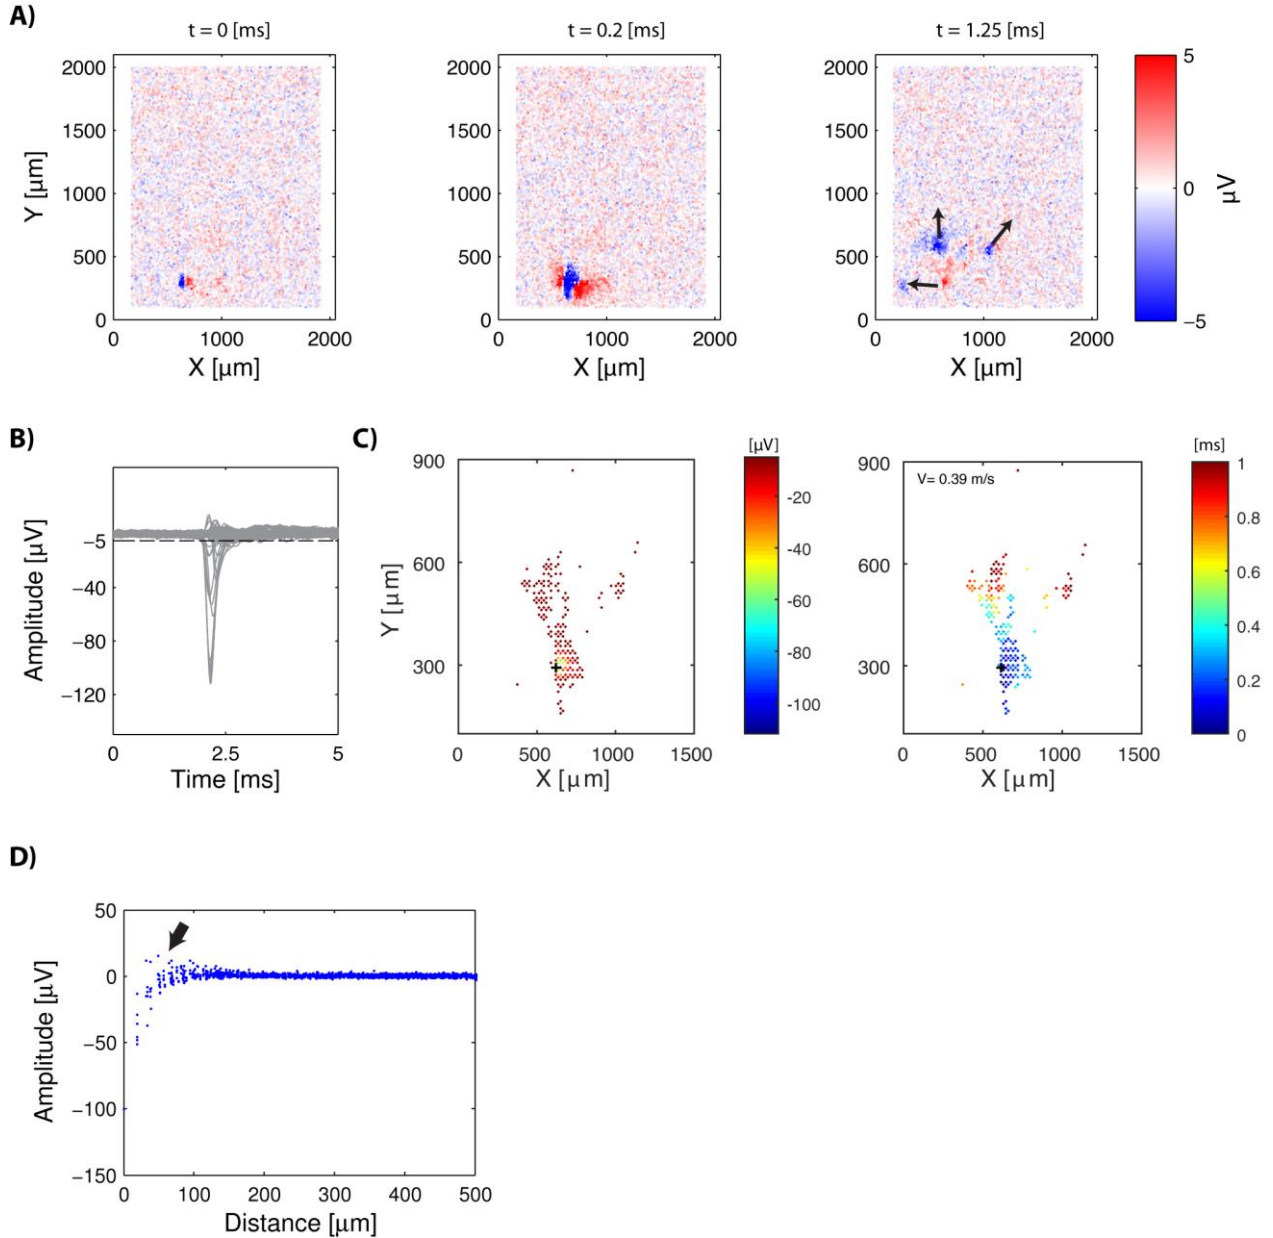 A)
t = 0 [ms]
t = 0.2 [ms]
t = 1.25 [ms]
2000
1500
1000
500
0
Y [μm]
0 1000 2000
X [μm]
2000
1500
1000
500
0
0 1000 2000
X [μm]
2000
1500
1000
500
0
0 1000 2000
X [μm]
5
0
−5
μV
B)
Amplitude [μV]
−5
−40
−80
−120
0 2.5 5
Time [ms]
C)
900
600
300
Y [μm]
0 500 1000 1500
X [μm]
[μV]
-20
-40
-60
-80
-100
900
600
300
V= 0.39 m/s
0 500 1000 1500
X [μm]
[ms]
1
0.8
0.6
0.4
0.2
0
D)
50
0
−50
−100
−150
Amplitude [μV]
0 100 200 300 400 500
Distance [μm]